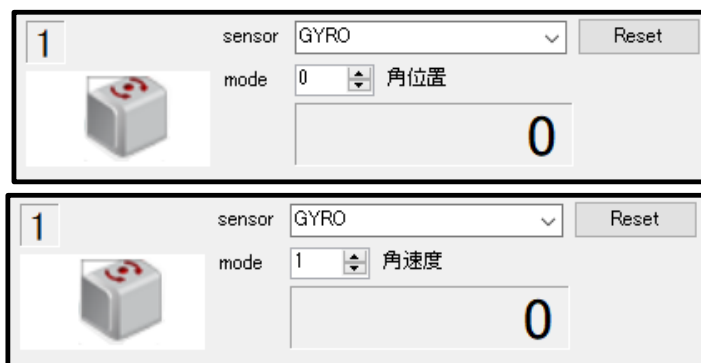 1 sensor GYRO Reset
mode 0 角位置
0
1 sensor GYRO Reset
mode 1 角速度
0